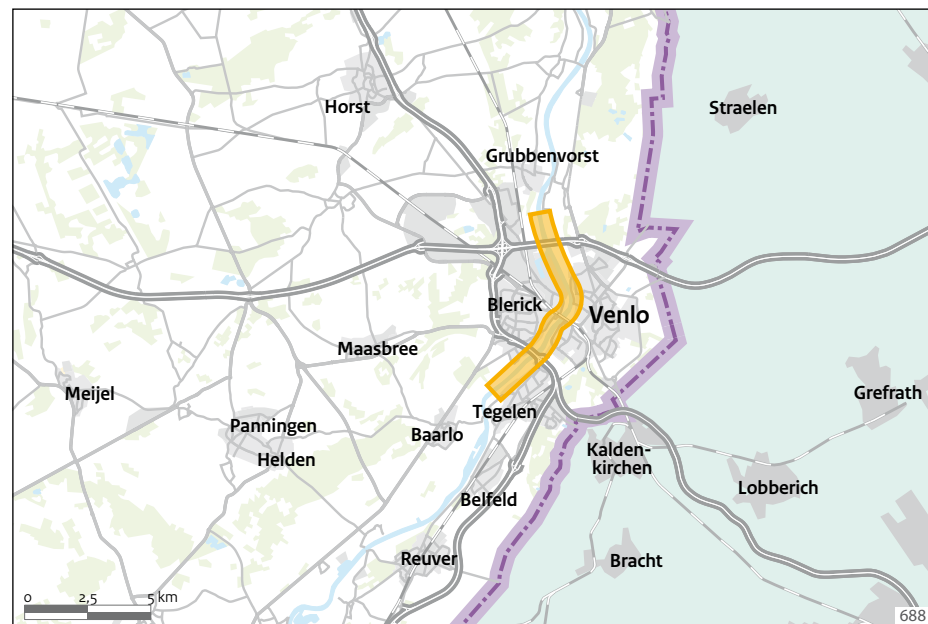 Horst
Straelen
Grubbenvorst
Blerick
Venlo
Maasbree
Meijel
Grefrath
Tegelen
Panningen
Baarlo
Helden
Kalden-
kirchen
Lobberich
Belfeld
Reuver
Bracht
0 2,5 5 km
688